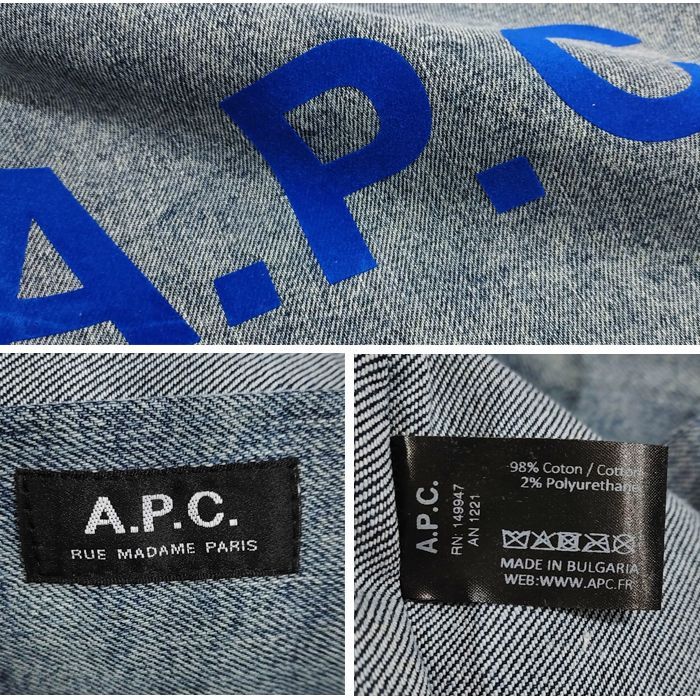 A.P.C
A.P.C.
RUE MADAME PARIS
A.P.C.
RN: 149947
AN 1221
98% Coton / Cotton
2% Polyurethane
MADE IN BULGARIA
WEB:WWW.APC.FR